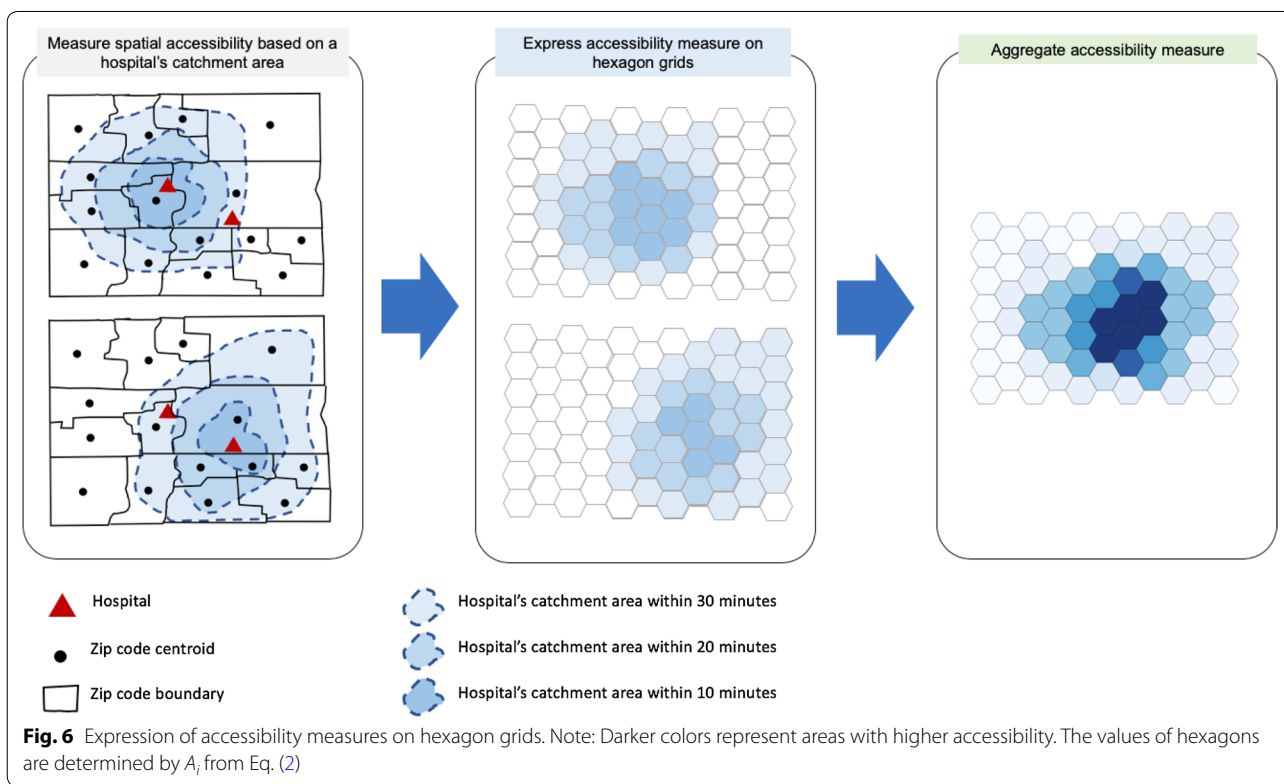 Measure spatial accessibility based on a
hospital's catchment area
Express accessibility measure on
hexagon grids
Aggregate accessibility measure
Hospital
Zip code centroid
Zip code boundary
Hospital's catchment area within 30 minutes
Hospital's catchment area within 20 minutes
Hospital's catchment area within 10 minutes
Fig. 6 Expression of accessibility measures on hexagon grids. Note: Darker colors represent areas with higher accessibility. The values of hexagons
are determined by A_i from Eq. (2)